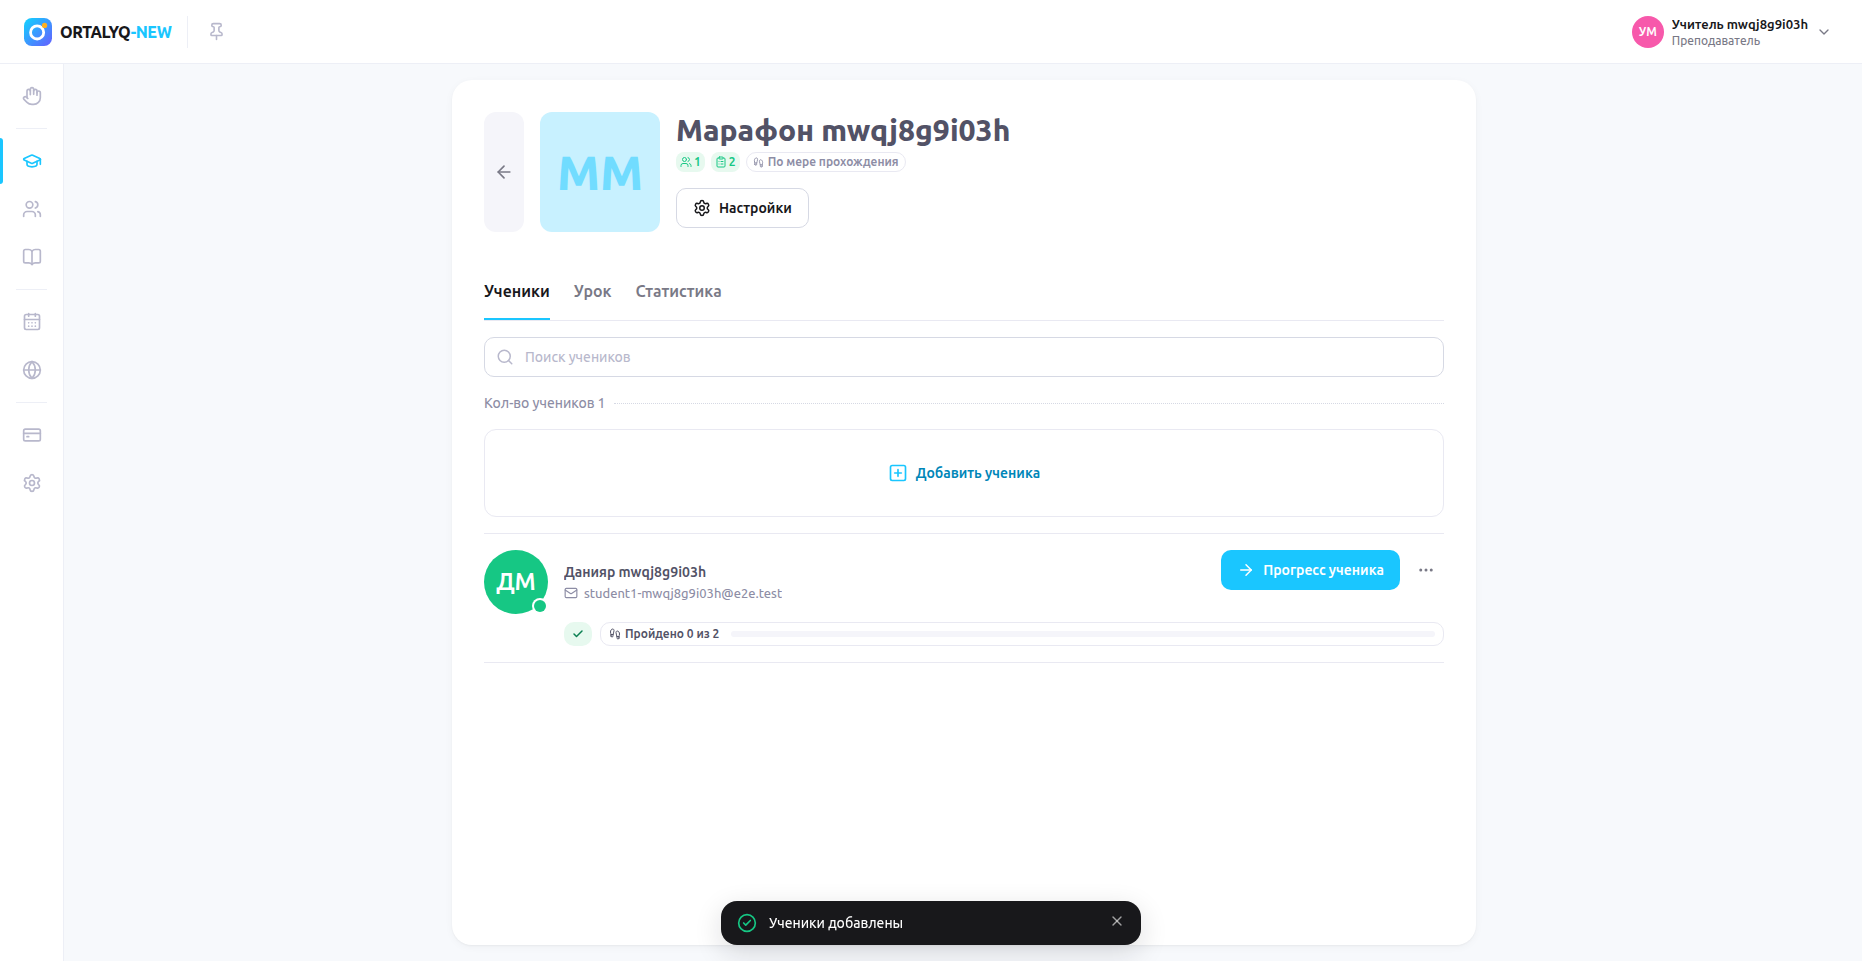 ORTALYQ-NEW
УМ
Учитель mwqj8g9i03h
Преподаватель
ММ
Марафон mwqj8g9i03h
1
2
По мере прохождения
Настройки
Ученики
Урок
Статистика
Поиск учеников
Кол-во учеников 1
Добавить ученика
ДМ
Данияр mwqj8g9i03h
student1-mwqj8g9i03h@e2e.test
Прогресс ученика
Пройдено 0 из 2
Ученики добавлены